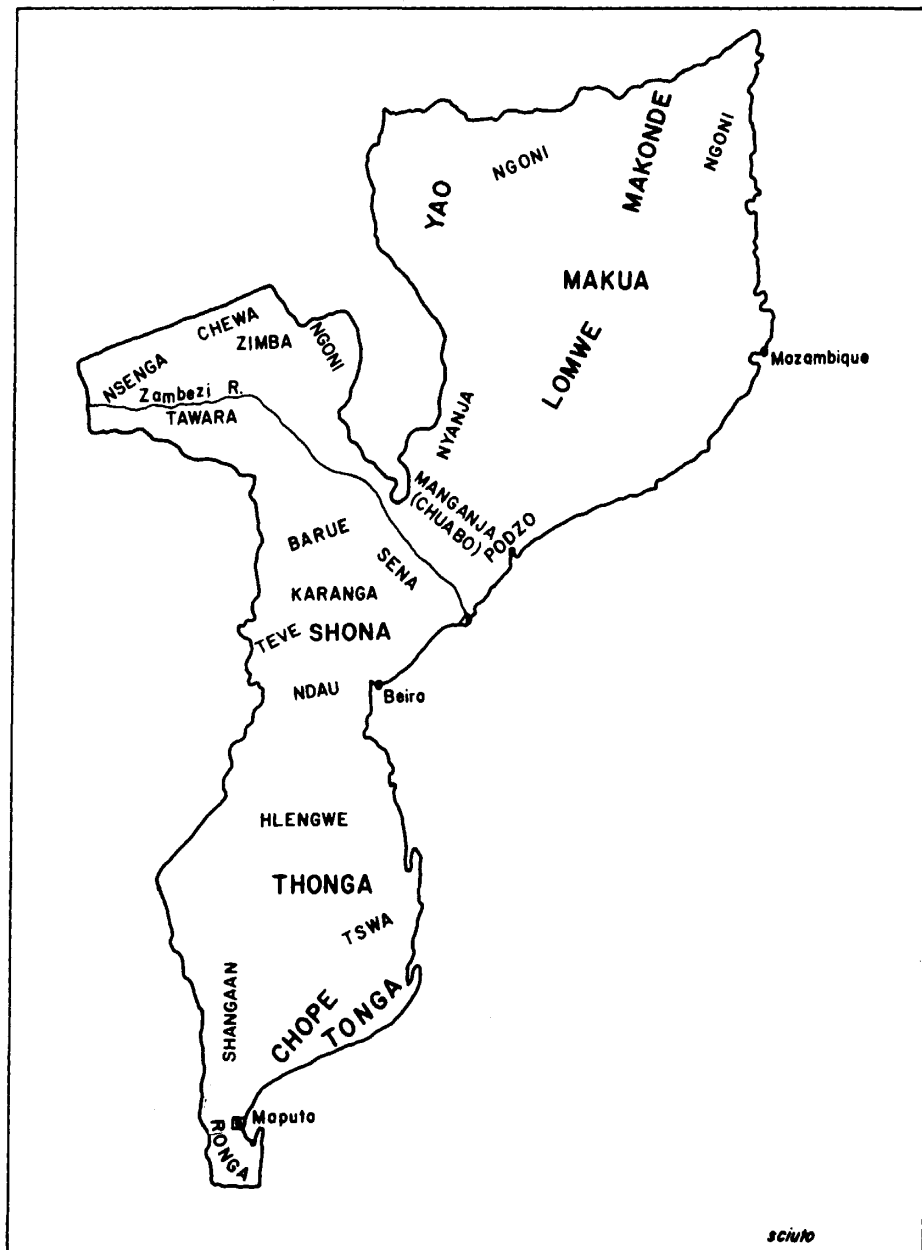 MAKONDE
NGONI
NGONI
YAO
MAKUA
CHEWA
ZIMBA
NGONI
NSENGA
LOMWE
Mozambique
Zambezi R.
TAWARA
NYANJA
MANGANJA
(CHUABO)
PODZO
BARUE
SENA
KARANGA
TEVE
SHONA
NDAU
Beira
HLENGWE
THONGA
TSWA
SHANGAAN
CHOPE
TONGA
Maputo
RONGA
sciuto